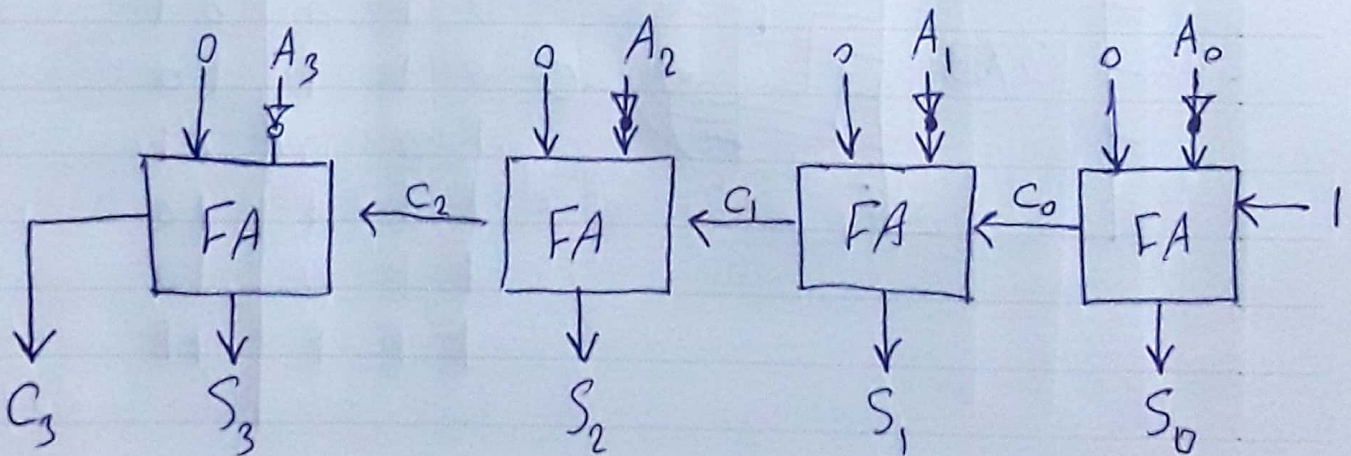 0 A₃ 0 A₂ 0 A₁ 0 A₀
FA C₂ FA C₁ FA C₀ FA 1
C₃ S₃ S₂ S₁ S₀